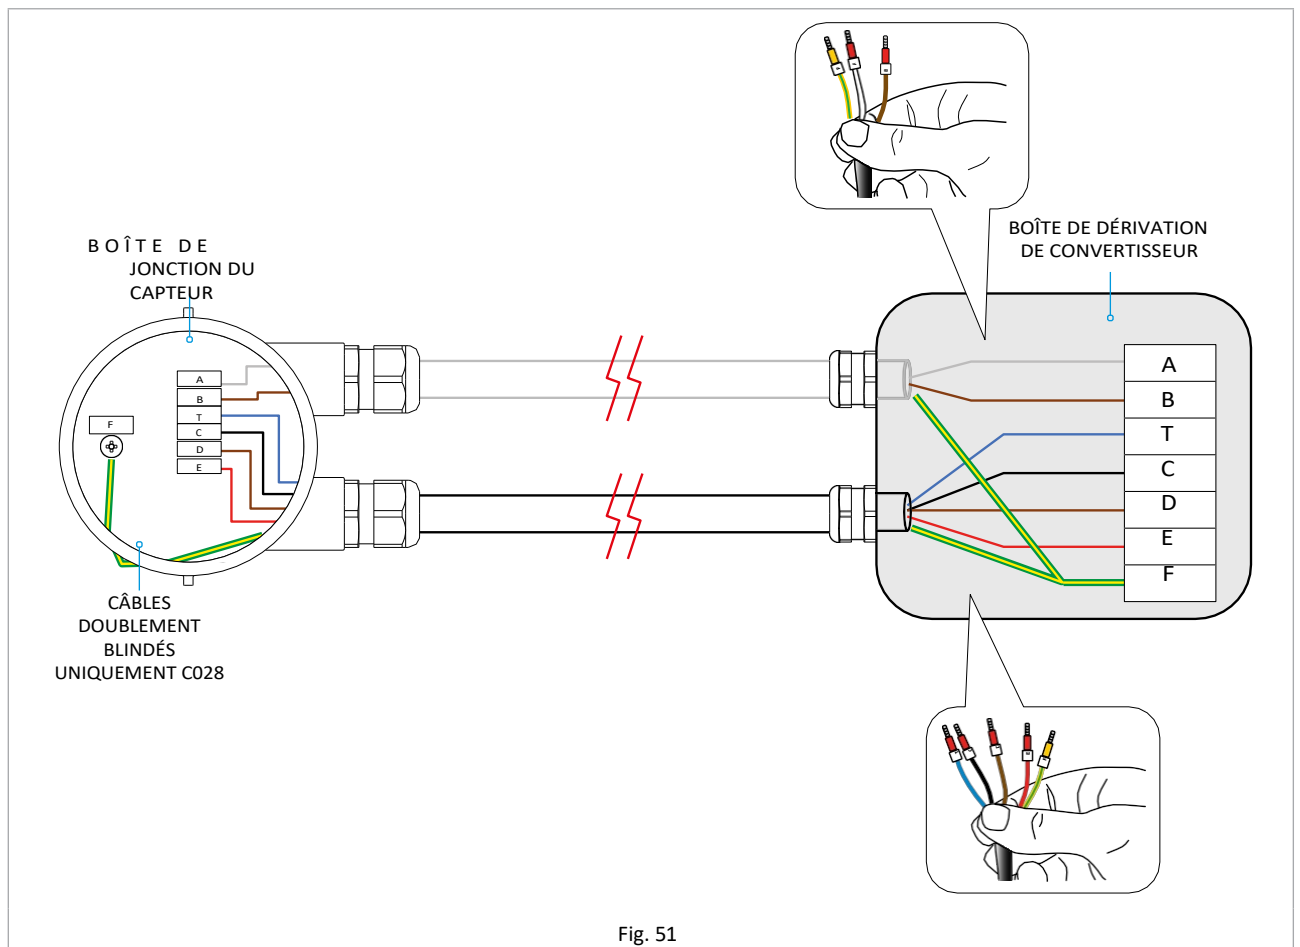 BOÎTE DE DÉRIVATION
DE CONVERTISSEUR
BOÎTE DE
JONCTION DU
CAPTEUR
A
B
T
C
D
E
F
A
B
T
C
D
E
F
CÂBLES
DOUBLEMENT
BLINDÉS
UNIQUEMENT C028
Fig. 51